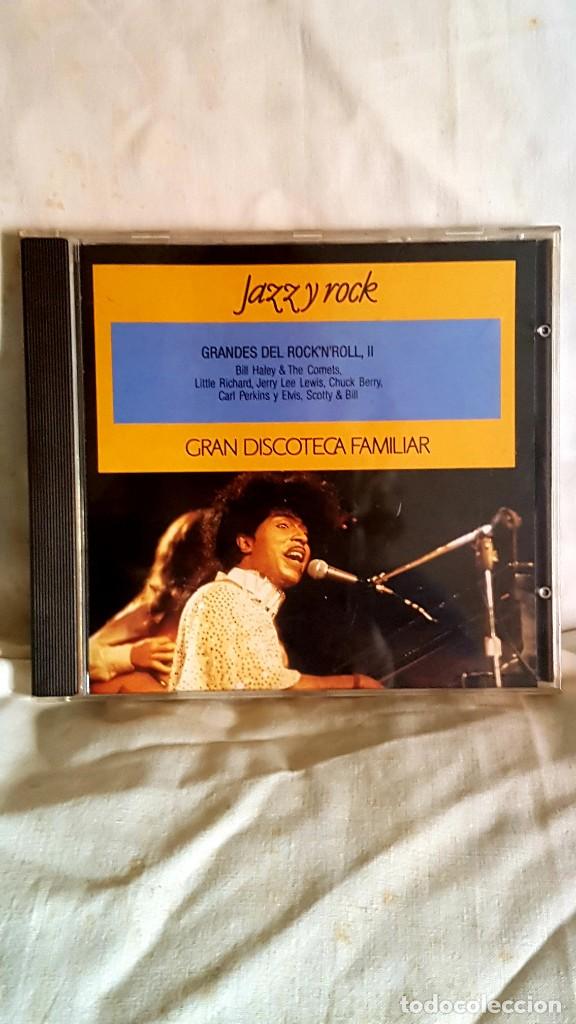 Jazz y rock
GRANDES DEL ROCK'N'ROLL, II
Bill Haley & The Comets,
Little Richard, Jerry Lee Lewis, Chuck Berry,
Carl Perkins y Elvis, Scotty & Bill
GRAN DISCOTECA FAMILIAR
todocoleccion